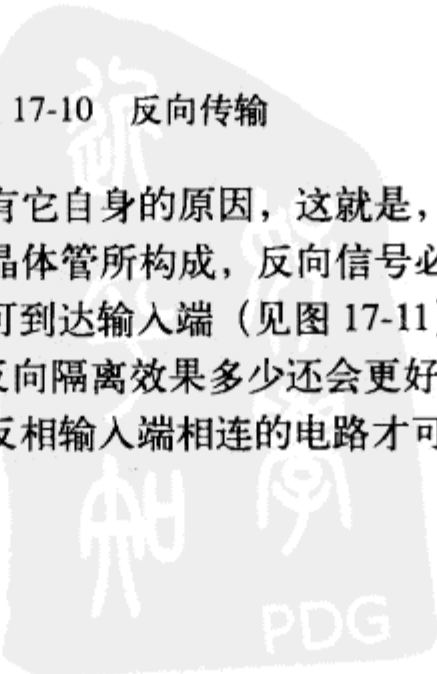 17-10 反向传输
有它自身的原因，这就是，
晶体管所构成，反向信号必
可到达输入端（见图 17-11
反向隔离效果多少还会更好
反相输入端相连的电路才可
PDG